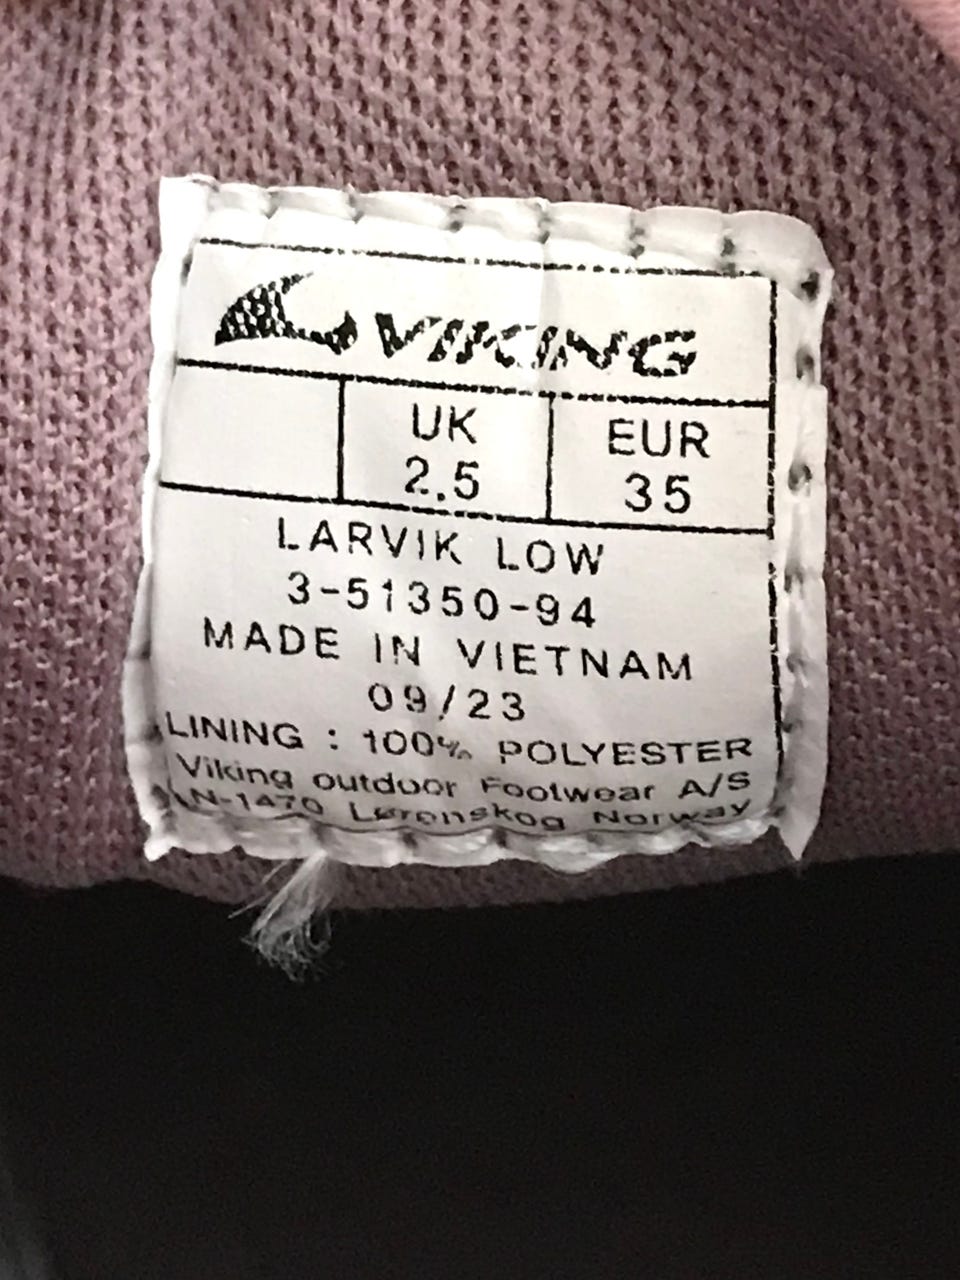 VIKING
UK EUR
2.5 35
LARVIK LOW
3-51350-94
MADE IN VIETNAM
09/23
LINING : 100% POLYESTER
Viking outdoor Footwear A/S
N-1470 Lørenskog Norway